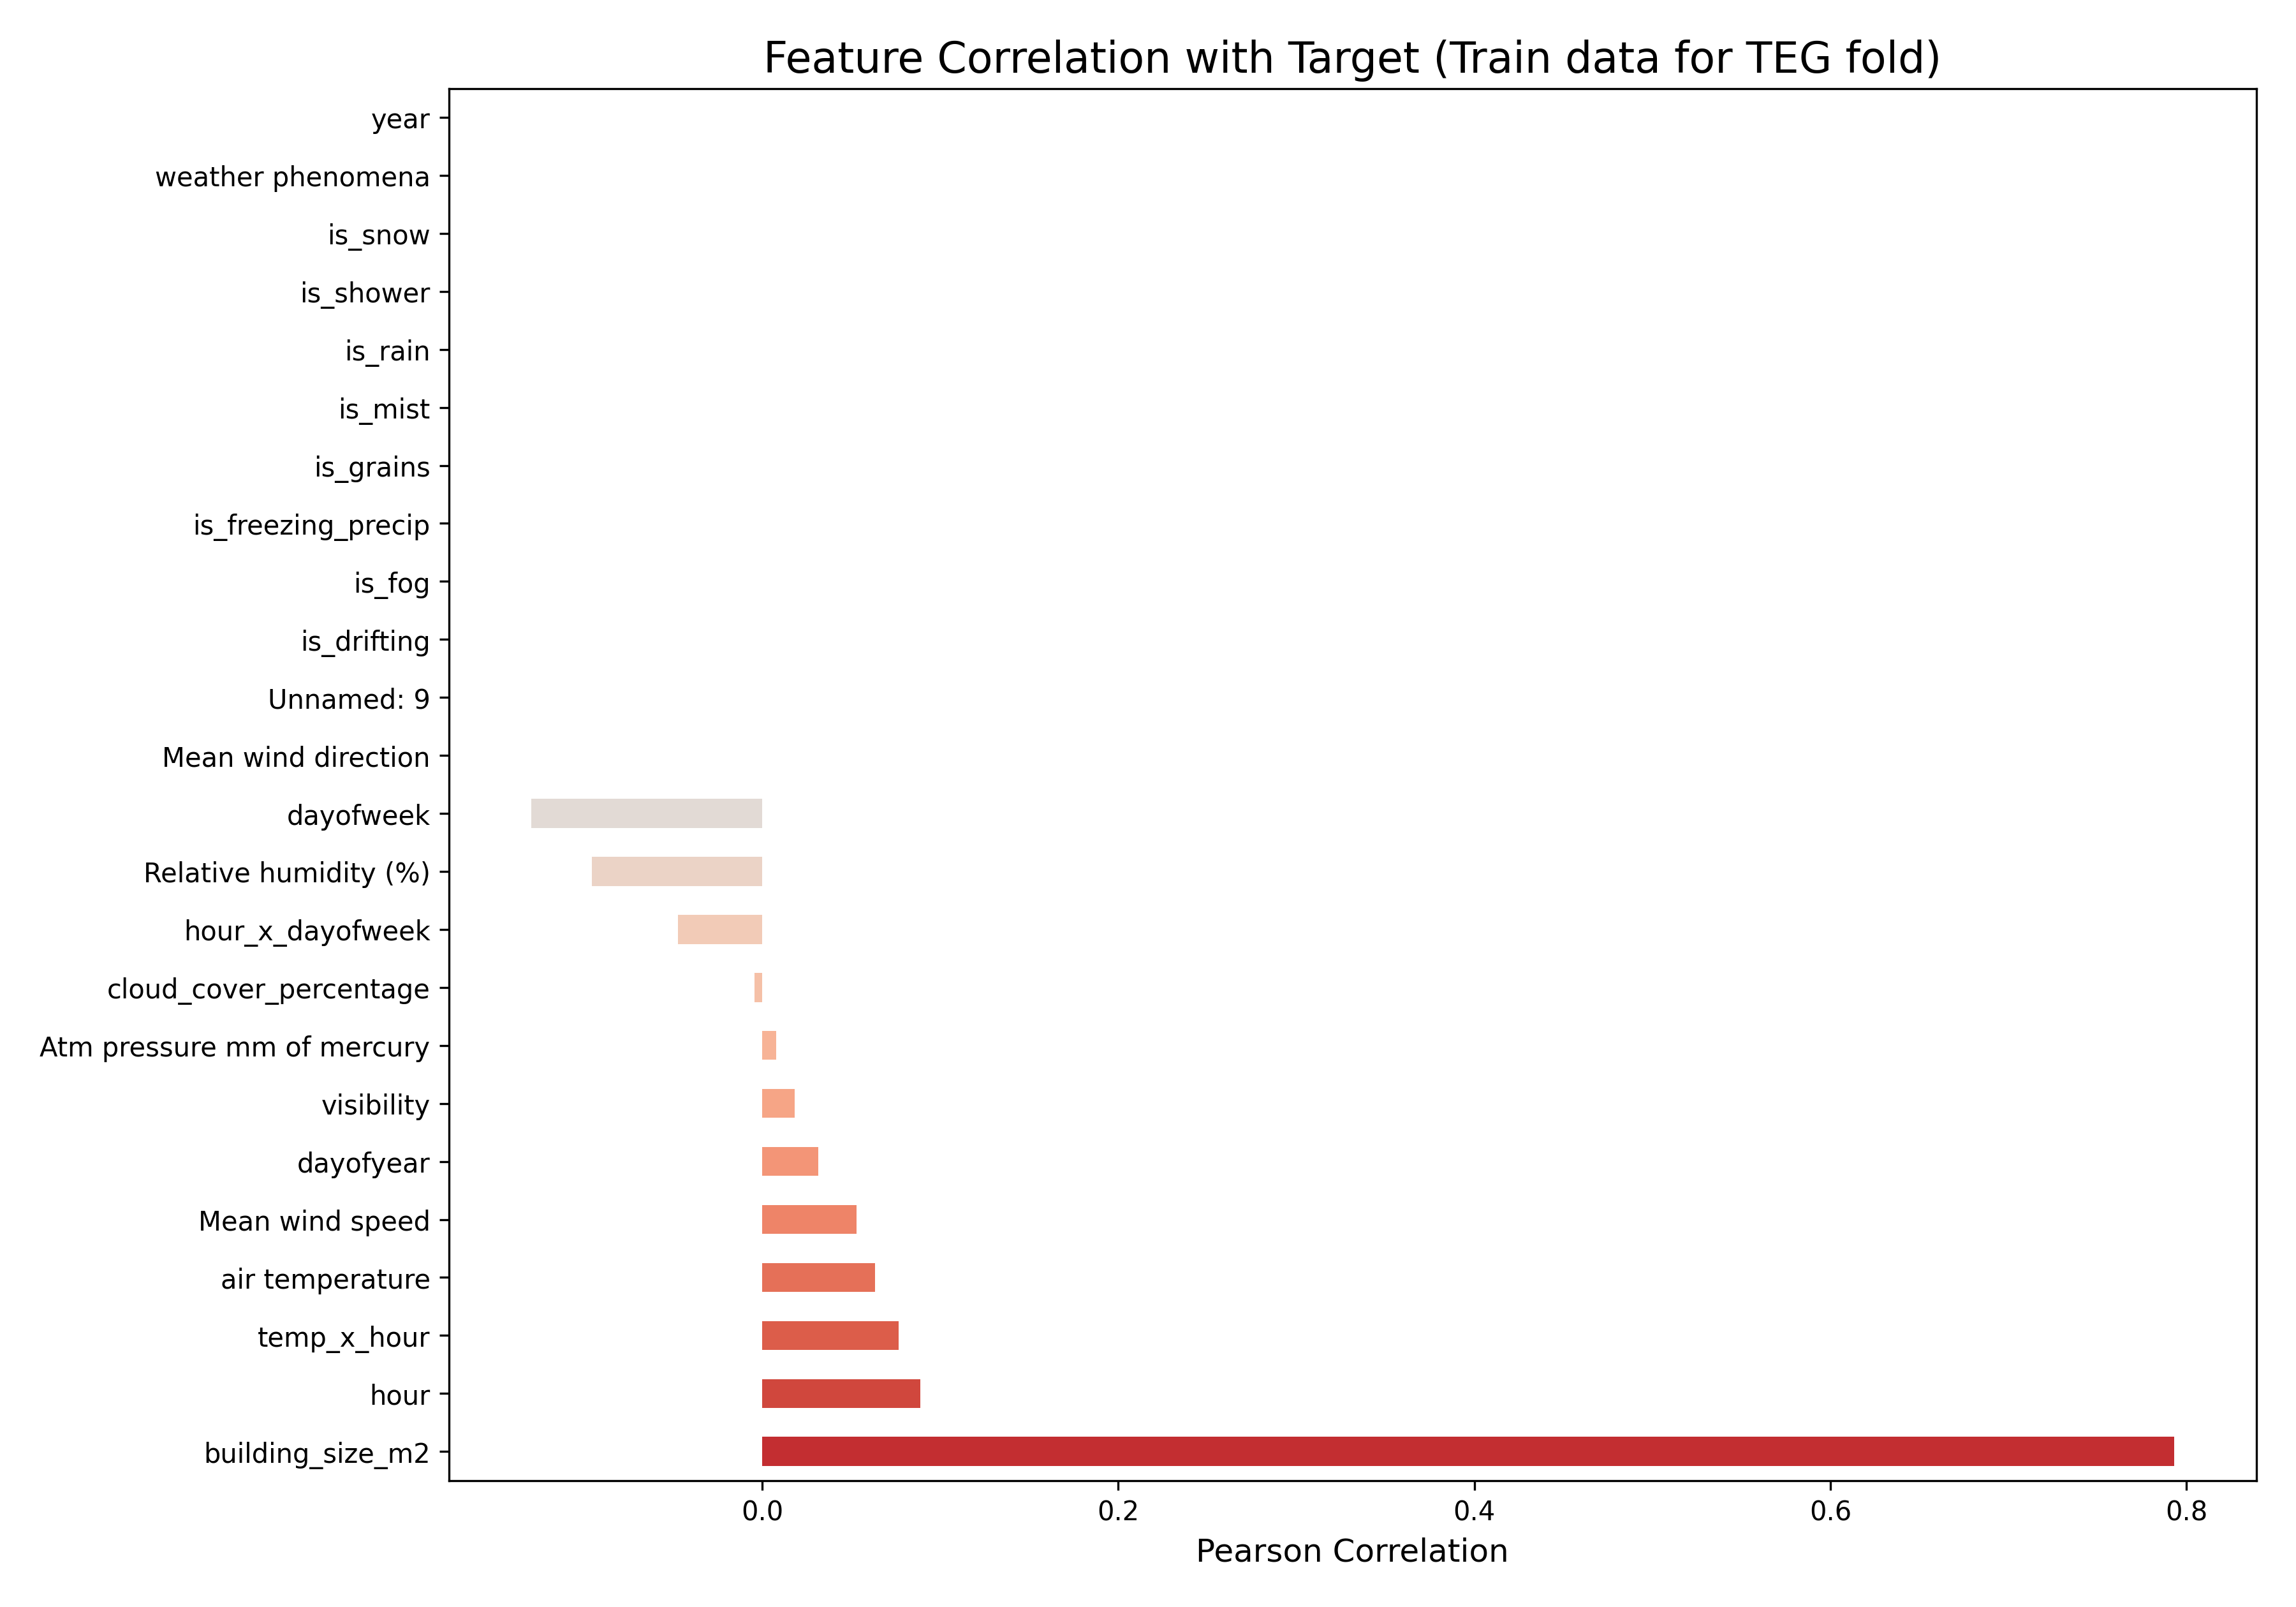 Feature Correlation with Target (Train data for TEG fold)
year
weather phenomena
is_snow
is_shower
is_rain
is_mist
is_grains
is_freezing_precip
is_fog
is_drifting
Unnamed: 9
Mean wind direction
dayofweek
Relative humidity (%)
hour_x_dayofweek
cloud_cover_percentage
Atm pressure mm of mercury
visibility
dayofyear
Mean wind speed
air temperature
temp_x_hour
hour
building_size_m2
0.0 0.2 0.4 0.6 0.8
Pearson Correlation